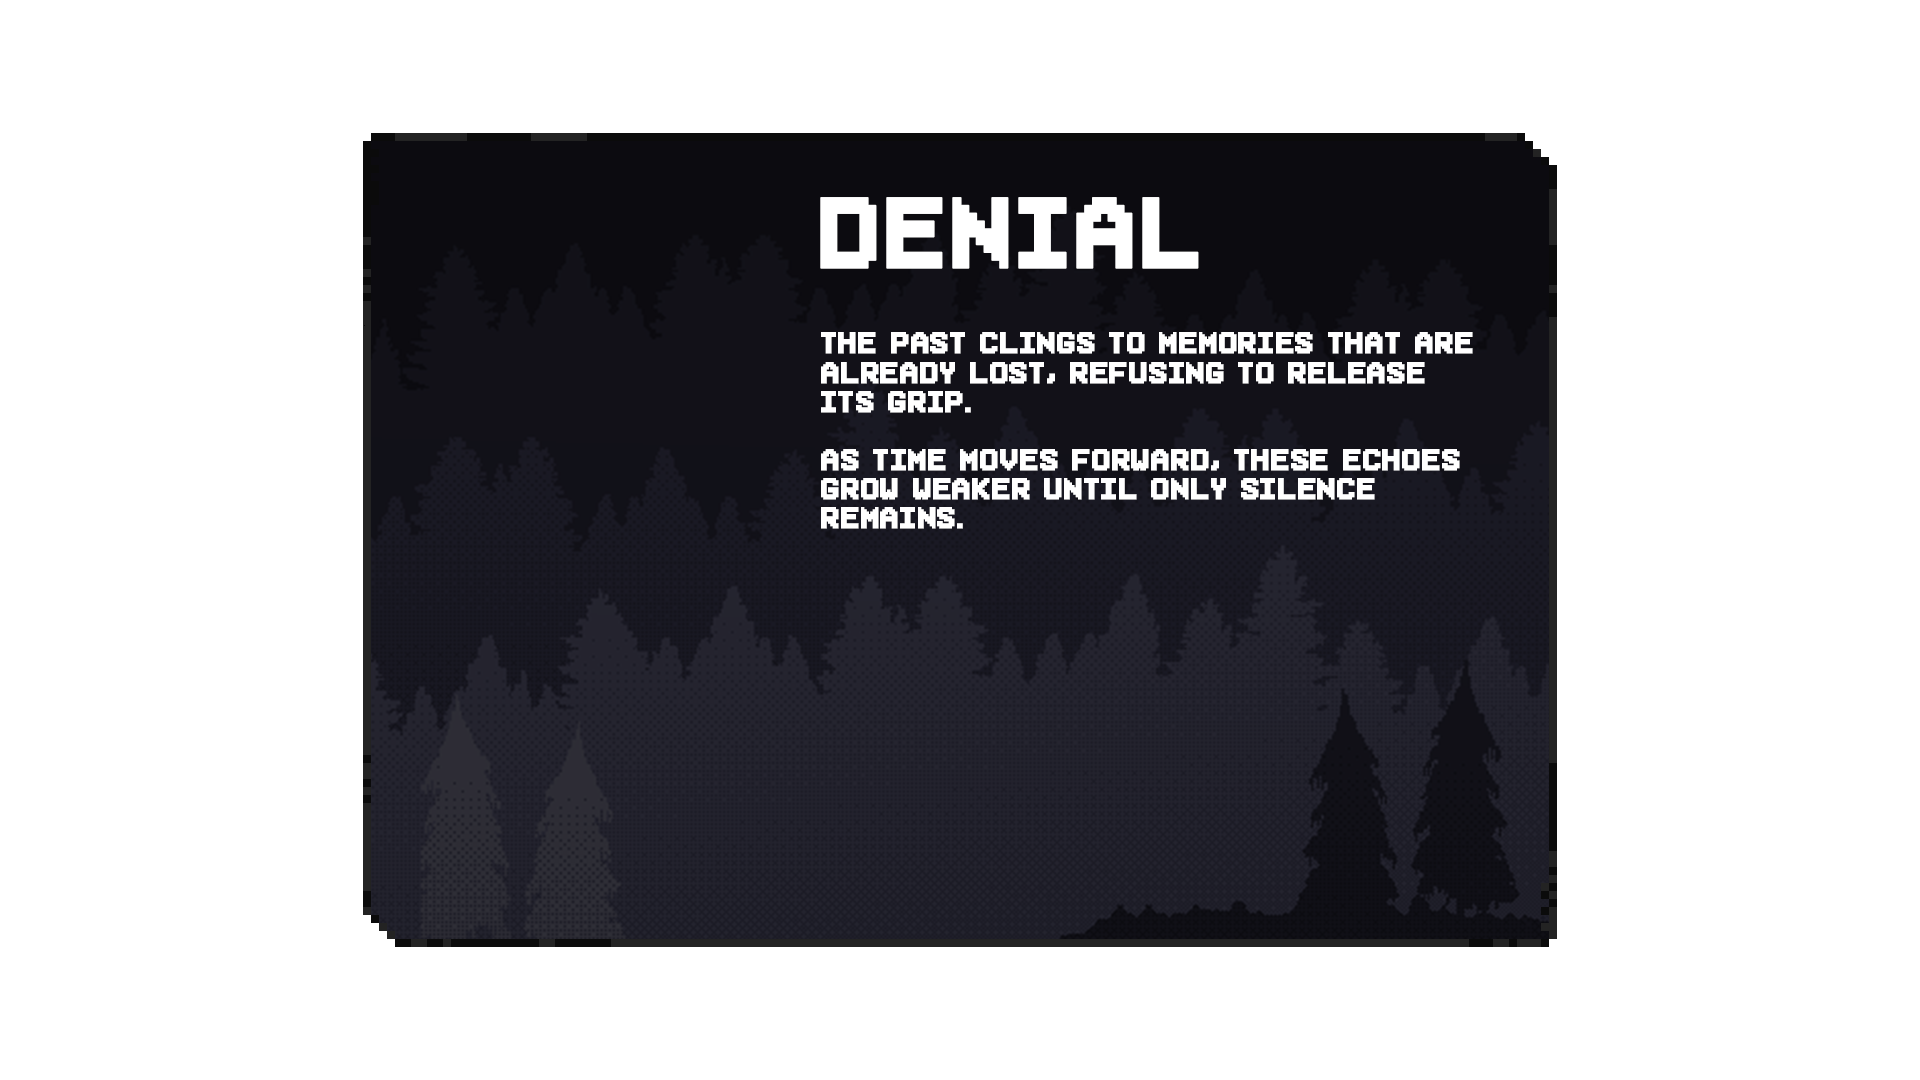 DENIAL
THE PAST CLINGS TO MEMORIES THAT ARE
ALREADY LOST, REFUSING TO RELEASE
ITS GRIP.
AS TIME MOVES FORWARD, THESE ECHOES
GROW WEAKER UNTIL ONLY SILENCE
REMAINS.